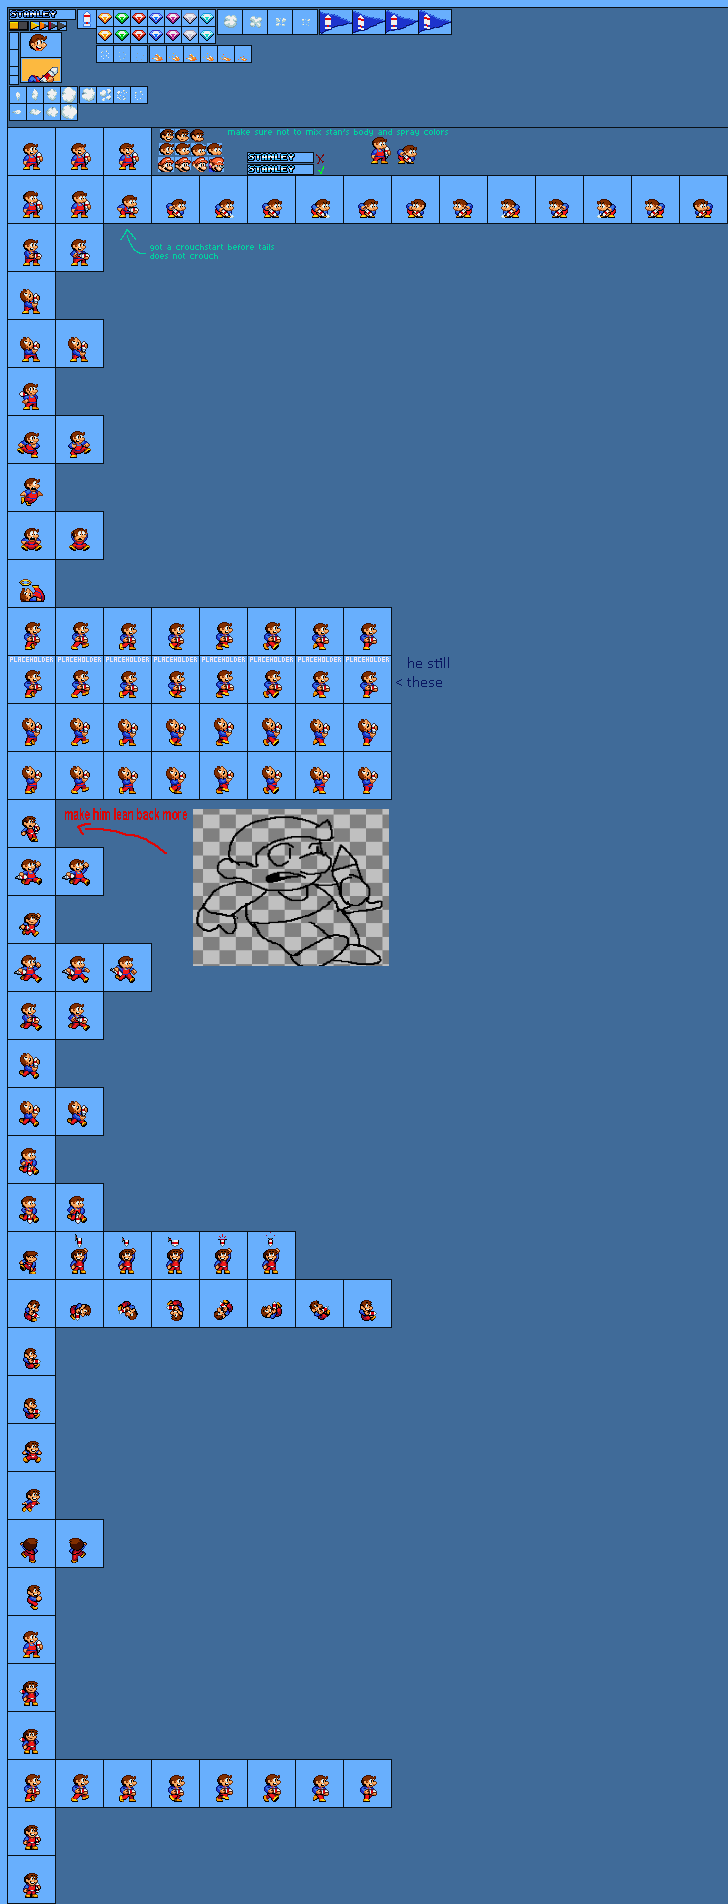 STANLEY
make sure not to mix stan's body and spray colors
STANLEY X
STANLEY ✓
got a crouchstart before tails
does not crouch
PLACEHOLDER PLACEHOLDER PLACEHOLDER PLACEHOLDER PLACEHOLDER PLACEHOLDER PLACEHOLDER PLACEHOLDER
he still
< these
make him lean back more